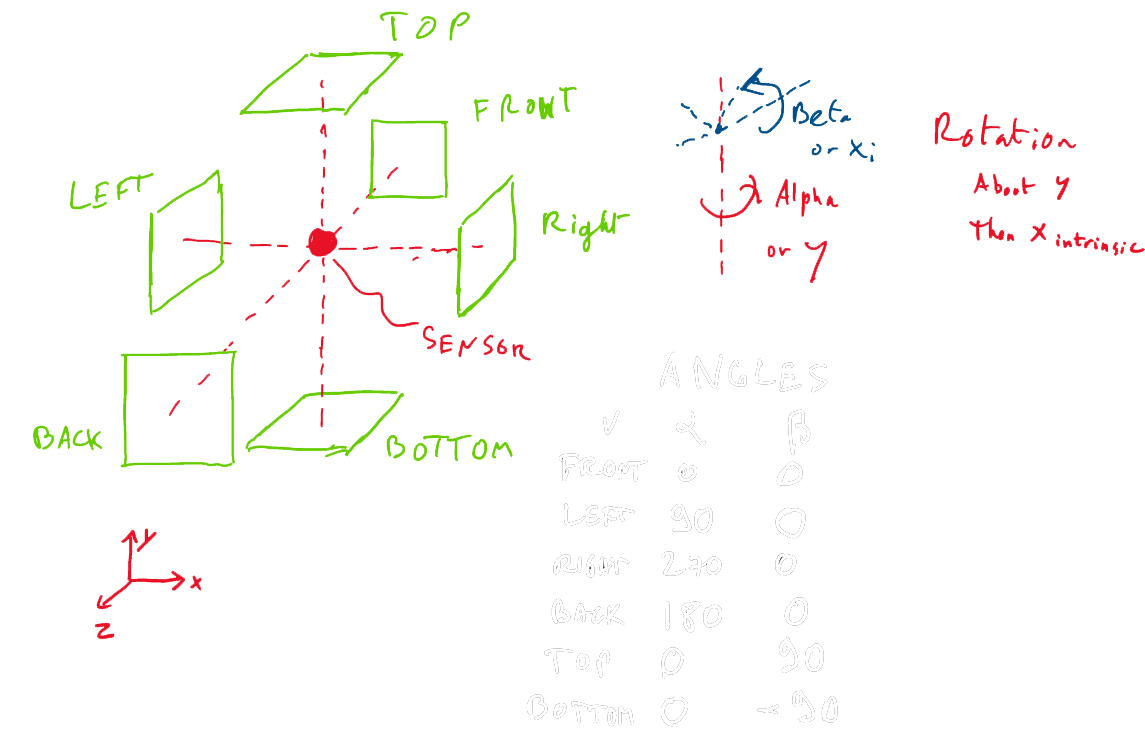 TOP
FRONT
LEFT
Right
SENSOR
BACK
BOTTOM
y
x
z
Beta
or Xi
Alpha
or Y
Rotation
About Y
Then X intrinsic
ANGLES
V α β
FRONT 0 0
LEFT 90 0
RIGHT 270 0
BACK 180 0
TOP 0 90
BOTTOM 0 -90